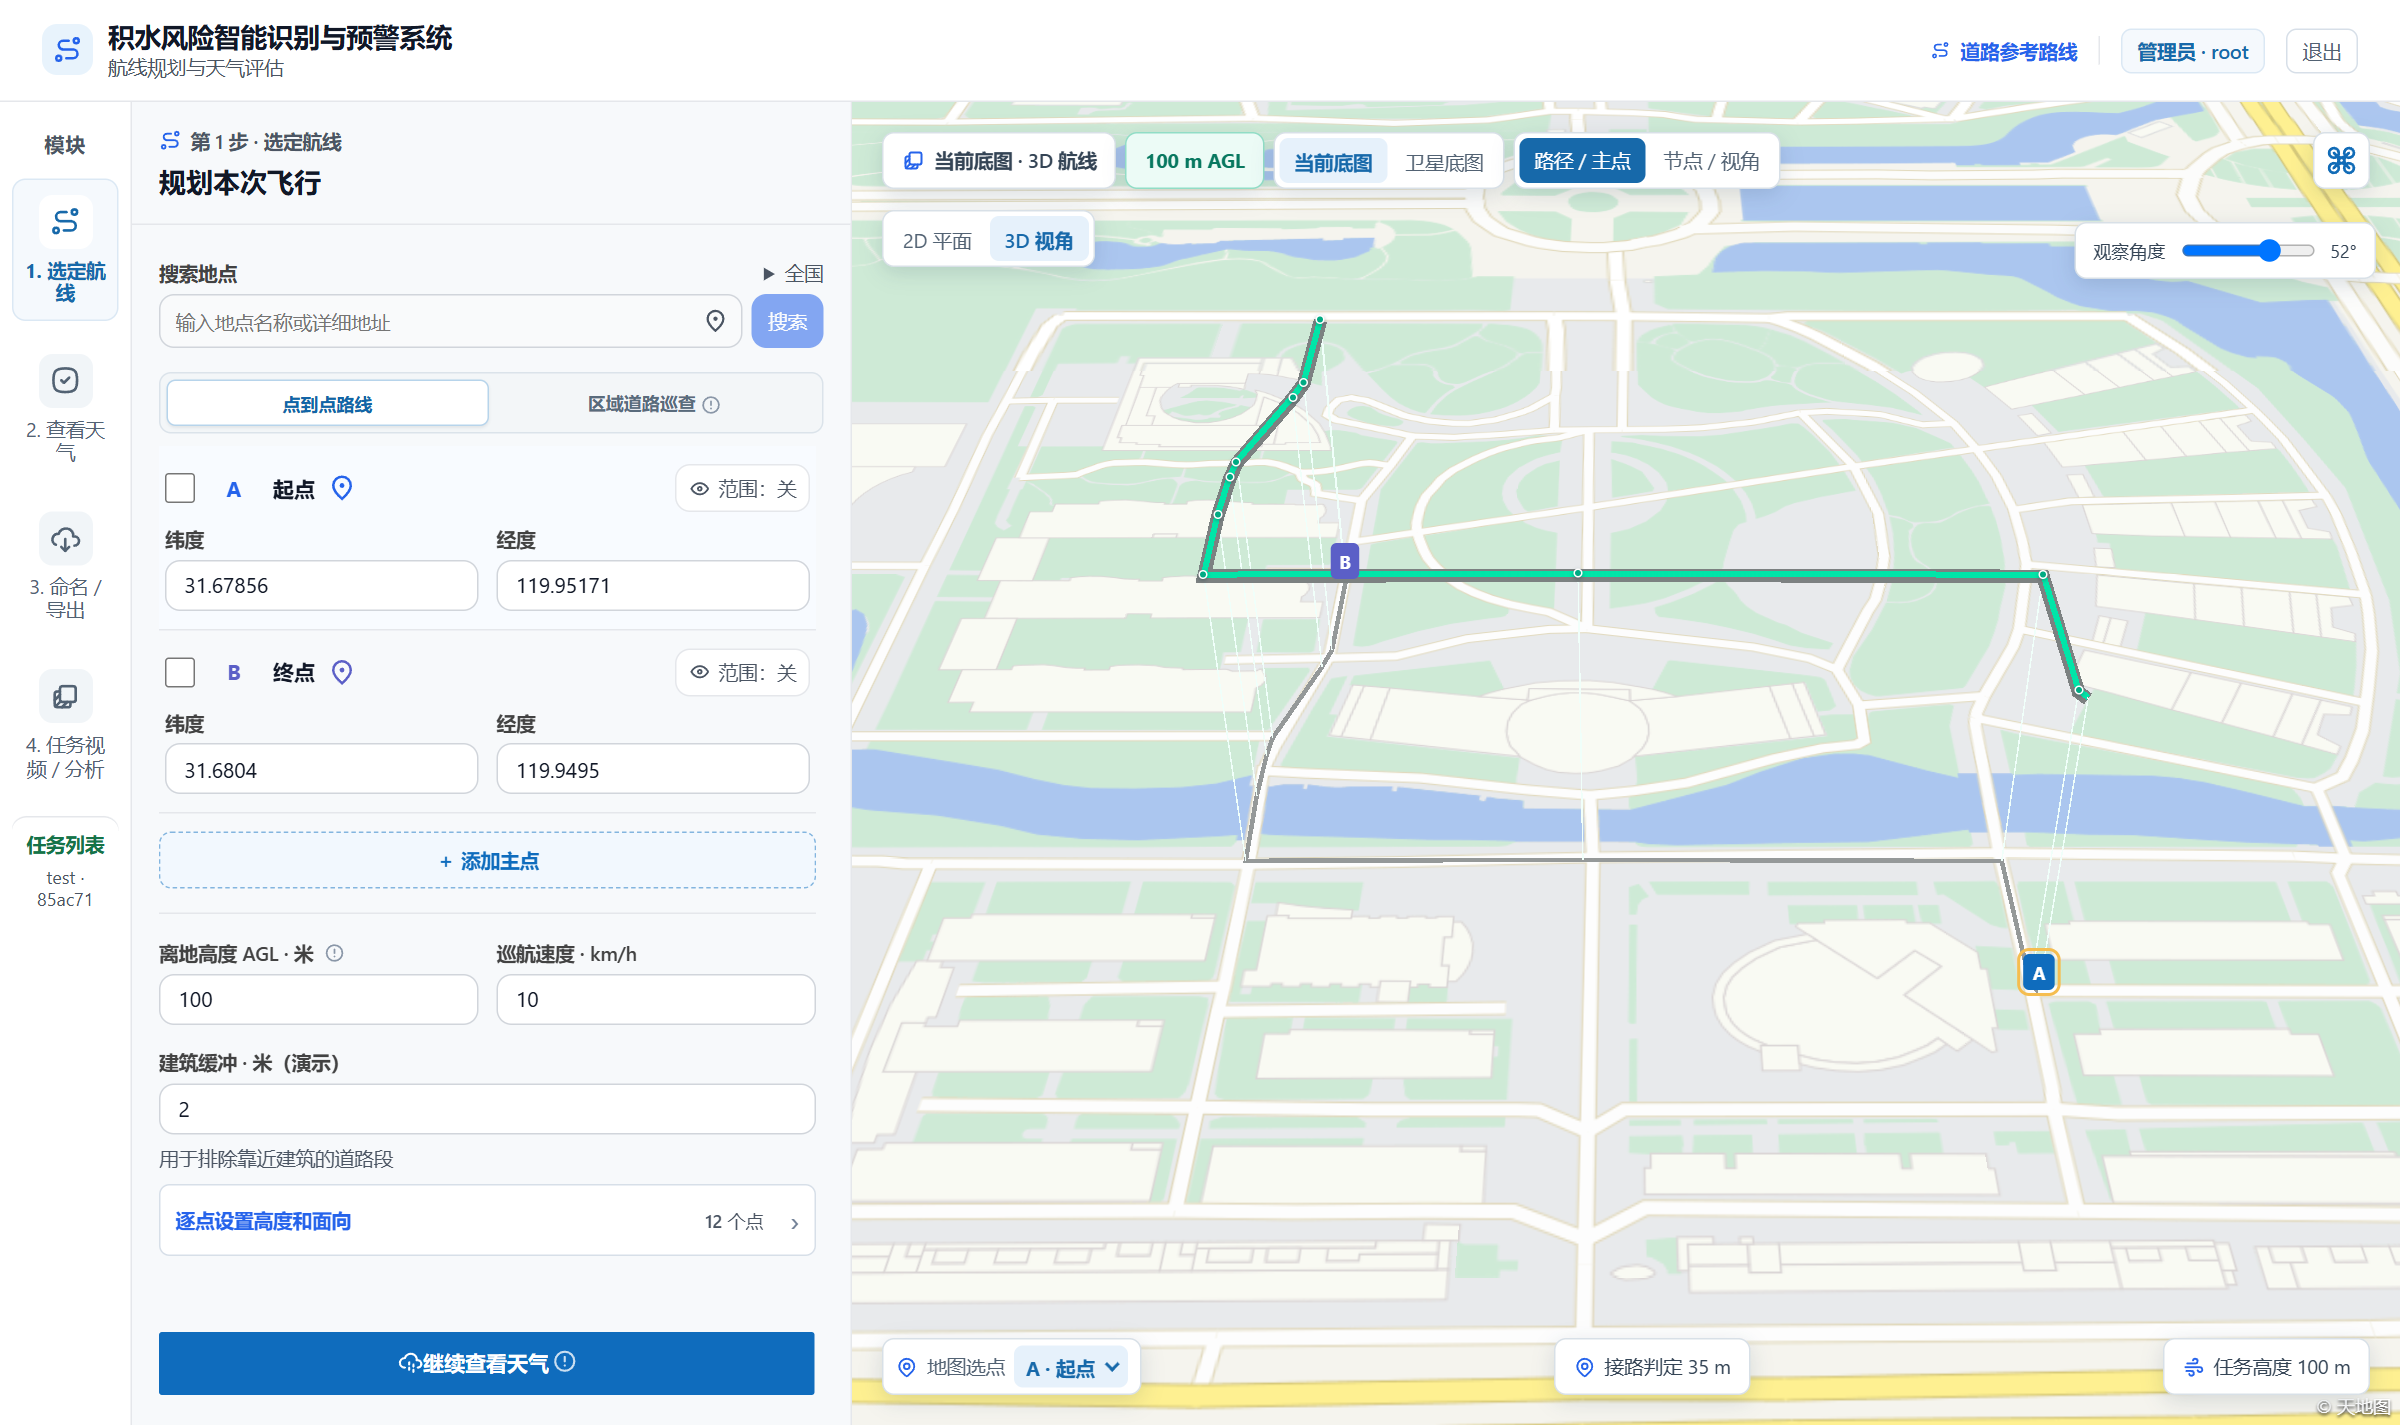 积水风险智能识别与预警系统
航线规划与天气评估
道路参考路线
管理员 · root
退出
模块
1. 选定航
线
2. 查看天
气
3. 命名 /
导出
4. 任务视
频 / 分析
任务列表
test ·
85ac71
第 1 步 · 选定航线
规划本次飞行
搜索地点
▶ 全国
输入地点名称或详细地址
搜索
点到点路线
区域道路巡查
A 起点
范围：关
纬度
经度
31.67856
119.95171
B 终点
范围：关
纬度
经度
31.6804
119.9495
+ 添加主点
离地高度 AGL · 米
巡航速度 · km/h
100
10
建筑缓冲 · 米（演示）
2
用于排除靠近建筑的道路段
逐点设置高度和面向
12 个点 ›
继续查看天气
当前底图 · 3D 航线
100 m AGL
当前底图
卫星底图
路径 / 主点
节点 / 视角
2D 平面
3D 视角
观察角度
52°
B
A
地图选点
A · 起点
接路判定 35 m
任务高度 100 m
© 天地图